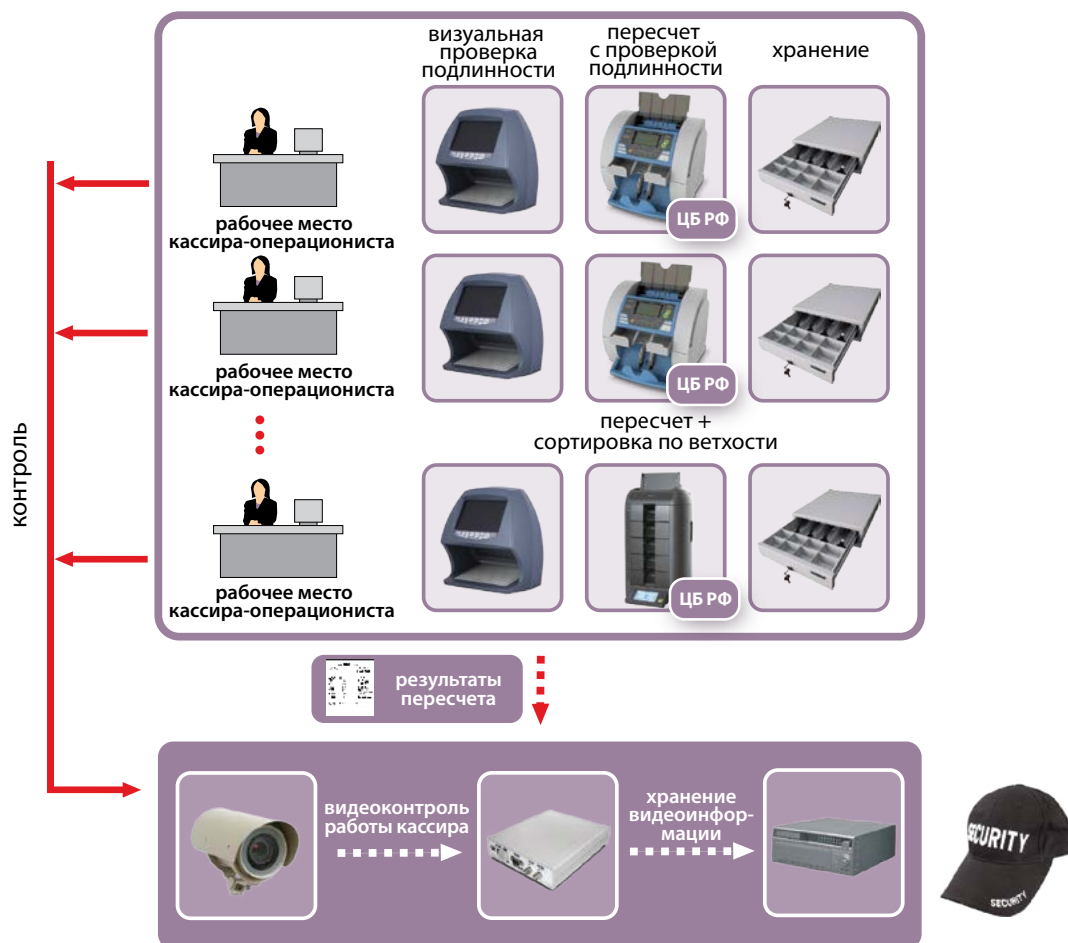 визуальная
проверка
подлинности
пересчет
с проверкой
подлинности
хранение
ЦБ РФ
рабочее место
кассира-операциониста
ЦБ РФ
рабочее место
кассира-операциониста
пересчет +
сортировка по ветхости
ЦБ РФ
рабочее место
кассира-операциониста
контроль
результаты
пересчета
видеоконтроль
работы кассира
хранение
видеоинфор-
мации
SECURITY
SECURITY